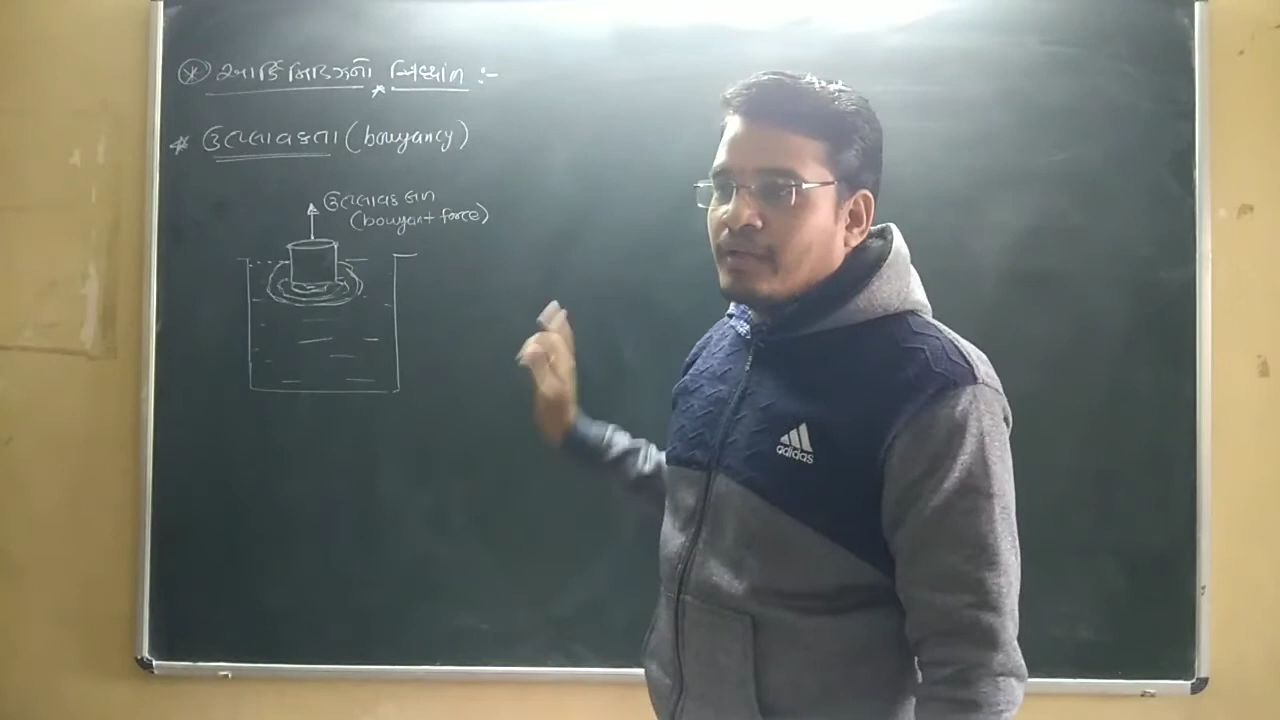 આર્કિમિડિઝનો સિદ્ધાંત :-
* ઉત્પ્લાવકતા (bouyancy)
ઉત્પ્લાવક બળ
(bouyant force)
adidas